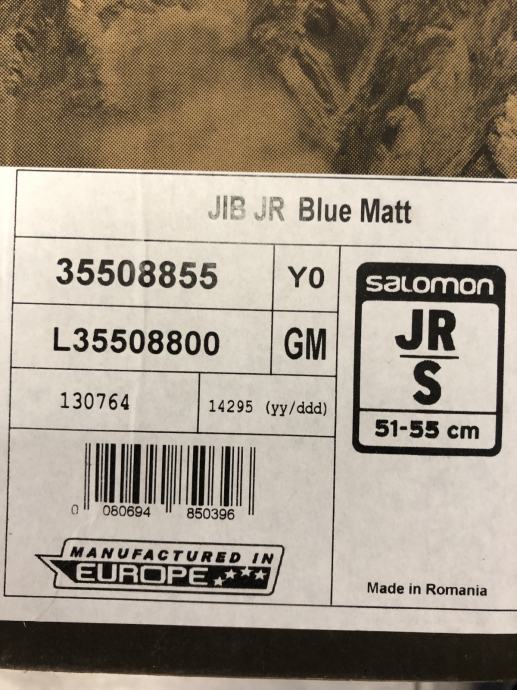 JIB JR Blue Matt
35508855
Y0
L35508800
GM
130764
14295 (yy/ddd)
salomon
JR
S
51-55 cm
0 080694 850396
MANUFACTURED IN
EUROPE
Made in Romania